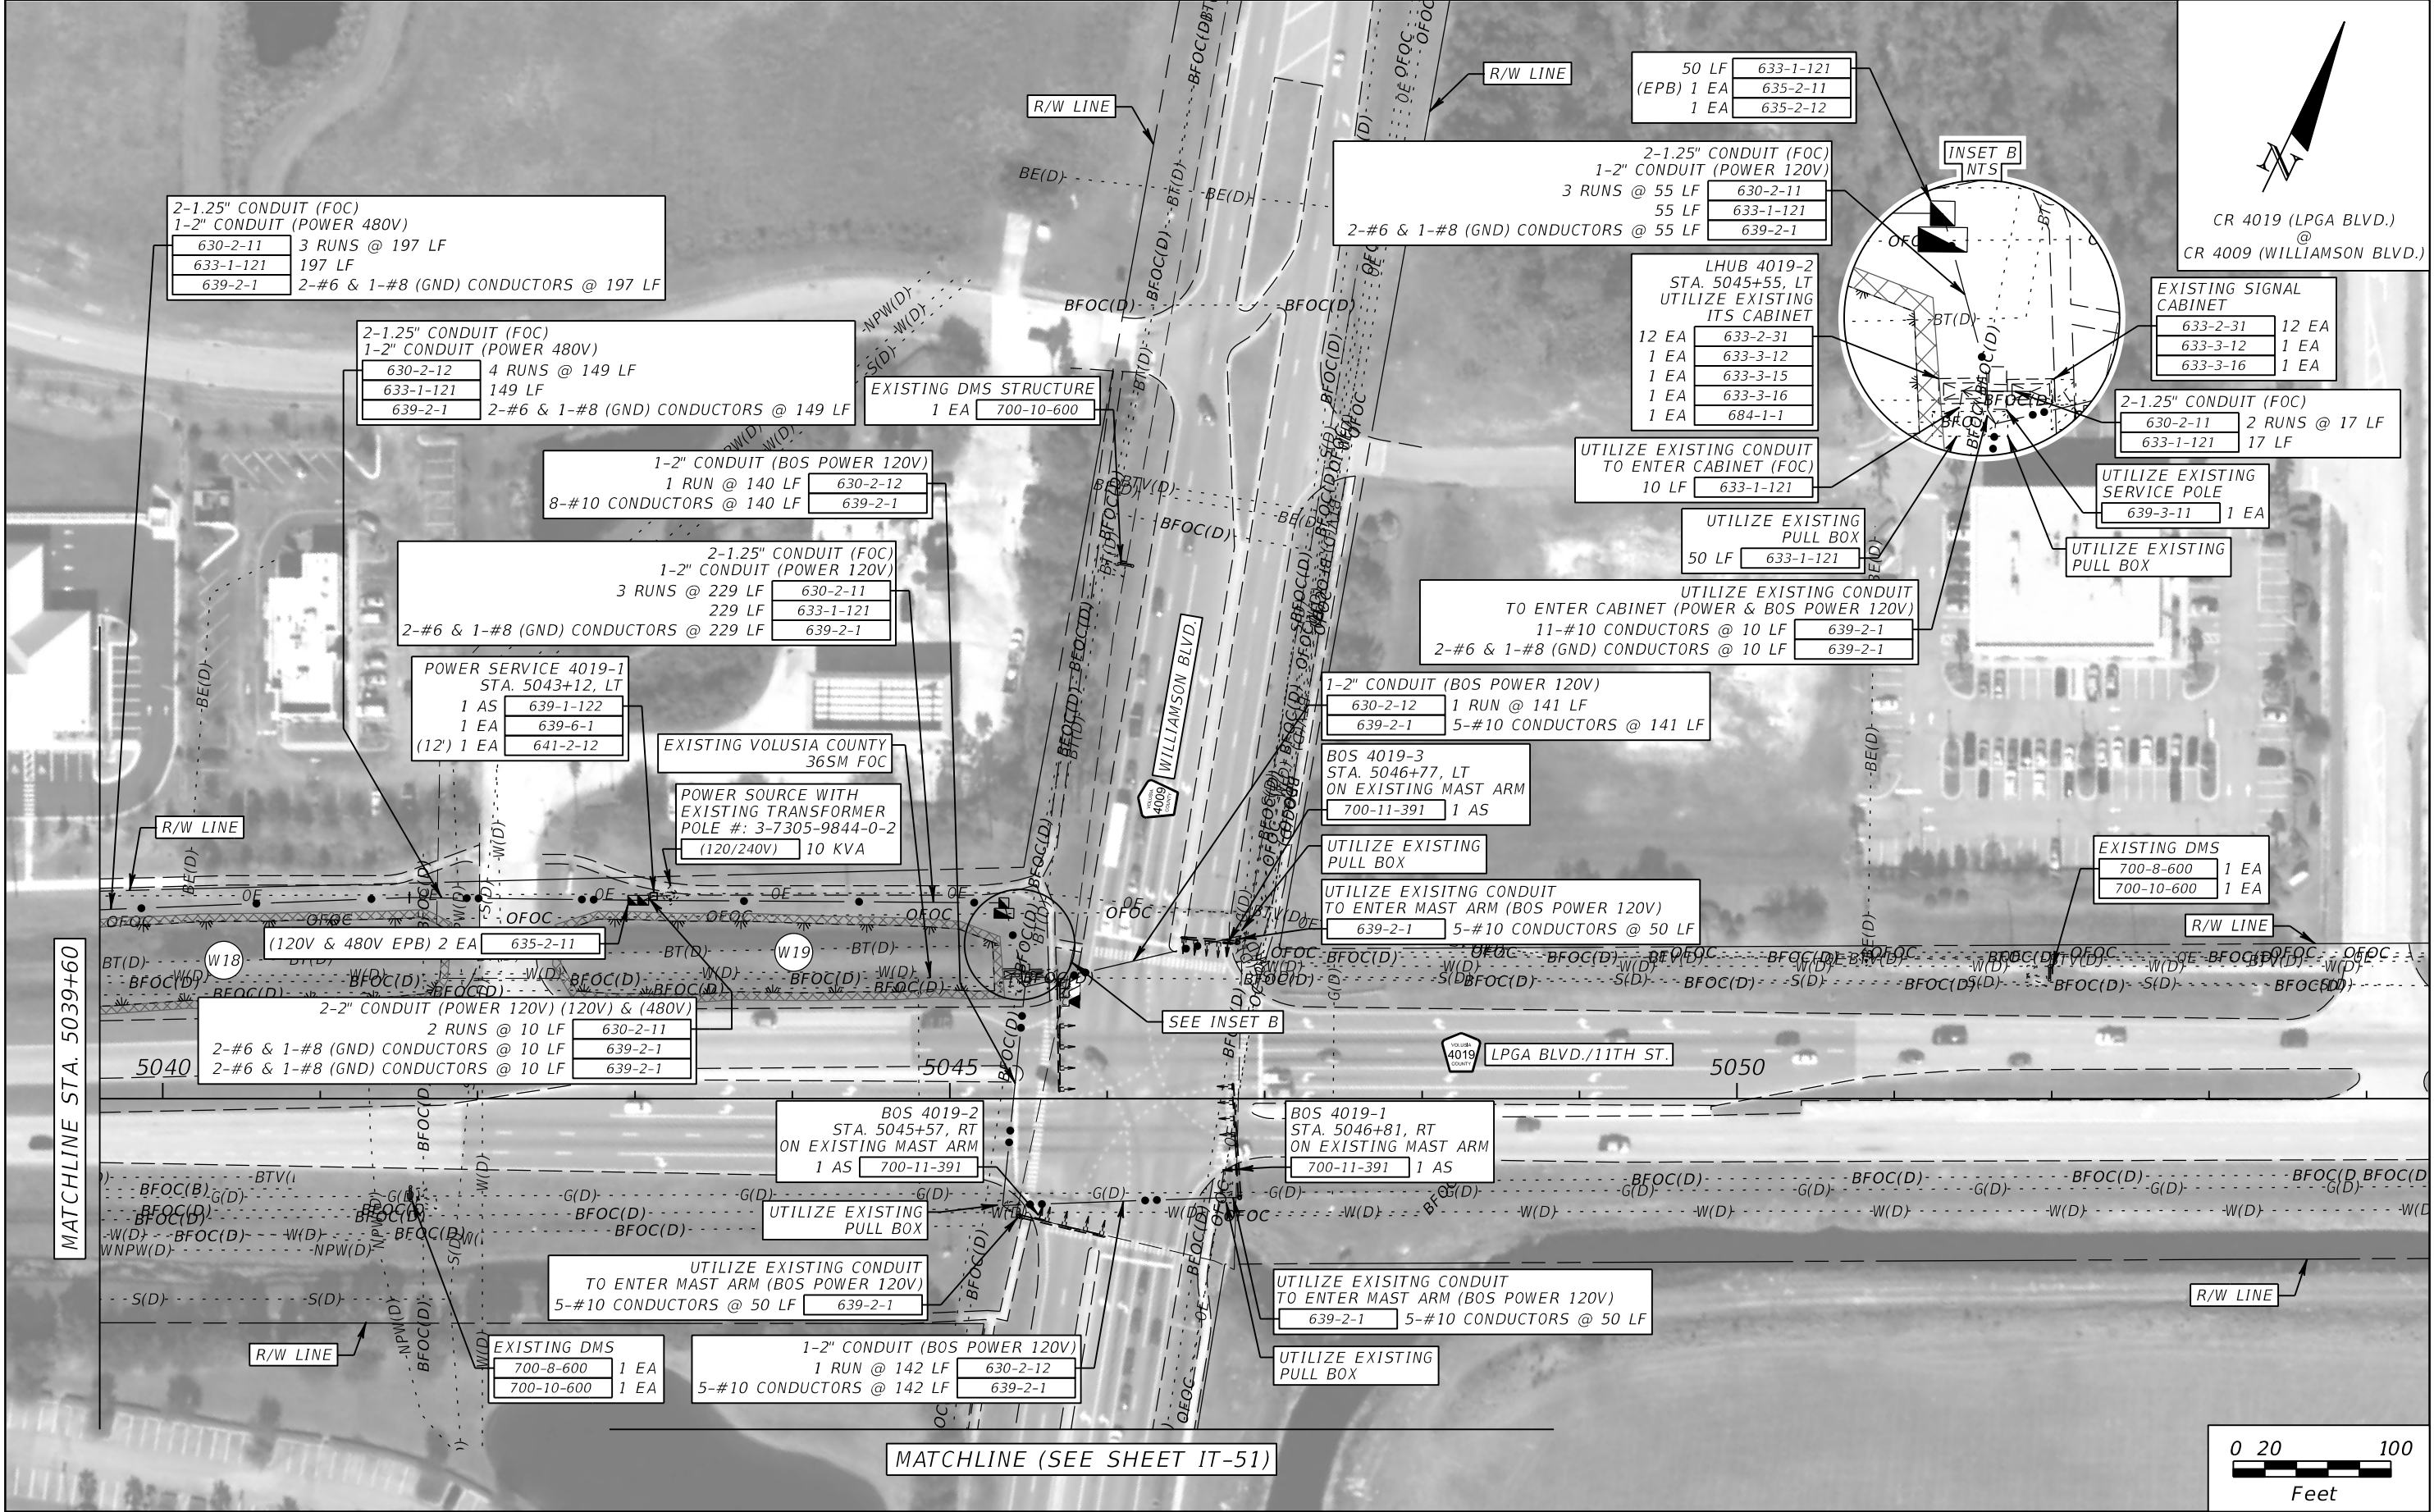 R/W LINE
R/W LINE
50 LF 633-1-121
(EPB) 1 EA 635-2-11
1 EA 635-2-12
INSET B
NTS
CR 4019 (LPGA BLVD.)
@
CR 4009 (WILLIAMSON BLVD.)
2-1.25" CONDUIT (FOC)
1-2" CONDUIT (POWER 120V)
3 RUNS @ 55 LF 630-2-11
55 LF 633-1-121
2-#6 & 1-#8 (GND) CONDUCTORS @ 55 LF 639-2-1
2-1.25" CONDUIT (FOC)
1-2" CONDUIT (POWER 480V)
630-2-11 3 RUNS @ 197 LF
633-1-121 197 LF
639-2-1 2-#6 & 1-#8 (GND) CONDUCTORS @ 197 LF
LHUB 4019-2
STA. 5045+55, LT
UTILIZE EXISTING
ITS CABINET
12 EA 633-2-31
1 EA 633-3-12
1 EA 633-3-15
1 EA 633-3-16
1 EA 684-1-1
EXISTING SIGNAL
CABINET
633-2-31 12 EA
633-3-12 1 EA
633-3-16 1 EA
2-1.25" CONDUIT (FOC)
1-2" CONDUIT (POWER 480V)
630-2-12 4 RUNS @ 149 LF
633-1-121 149 LF
639-2-1 2-#6 & 1-#8 (GND) CONDUCTORS @ 149 LF
EXISTING DMS STRUCTURE
1 EA 700-10-600
2-1.25" CONDUIT (FOC)
630-2-11 2 RUNS @ 17 LF
633-1-121 17 LF
UTILIZE EXISTING CONDUIT
TO ENTER CABINET (FOC)
10 LF 633-1-121
1-2" CONDUIT (BOS POWER 120V)
1 RUN @ 140 LF 630-2-12
8-#10 CONDUCTORS @ 140 LF 639-2-1
UTILIZE EXISTING
SERVICE POLE
639-3-11 1 EA
UTILIZE EXISTING
PULL BOX
50 LF 633-1-121
UTILIZE EXISTING
PULL BOX
2-1.25" CONDUIT (FOC)
1-2" CONDUIT (POWER 120V)
3 RUNS @ 229 LF 630-2-11
229 LF 633-1-121
2-#6 & 1-#8 (GND) CONDUCTORS @ 229 LF 639-2-1
UTILIZE EXISTING CONDUIT
TO ENTER CABINET (POWER & BOS POWER 120V)
11-#10 CONDUCTORS @ 10 LF 639-2-1
2-#6 & 1-#8 (GND) CONDUCTORS @ 10 LF 639-2-1
POWER SERVICE 4019-1
STA. 5043+12, LT
1 AS 639-1-122
1 EA 639-6-1
(12') 1 EA 641-2-12
WILLIAMSON BLVD.
VOLUSIA
4009
COUNTY
1-2" CONDUIT (BOS POWER 120V)
630-2-12 1 RUN @ 141 LF
639-2-1 5-#10 CONDUCTORS @ 141 LF
EXISTING VOLUSIA COUNTY
36SM FOC
BOS 4019-3
STA. 5046+77, LT
ON EXISTING MAST ARM
700-11-391 1 AS
POWER SOURCE WITH
EXISTING TRANSFORMER
POLE #: 3-7305-9844-0-2
(120/240V) 10 KVA
R/W LINE
UTILIZE EXISTING
PULL BOX
EXISTING DMS
700-8-600 1 EA
700-10-600 1 EA
UTILIZE EXISITNG CONDUIT
TO ENTER MAST ARM (BOS POWER 120V)
639-2-1 5-#10 CONDUCTORS @ 50 LF
R/W LINE
(120V & 480V EPB) 2 EA 635-2-11
W18
W19
2-2" CONDUIT (POWER 120V) (120V) & (480V)
2 RUNS @ 10 LF 630-2-11
2-#6 & 1-#8 (GND) CONDUCTORS @ 10 LF 639-2-1
2-#6 & 1-#8 (GND) CONDUCTORS @ 10 LF 639-2-1
SEE INSET B
VOLUSIA
4019
COUNTY
LPGA BLVD./11TH ST.
5040
5045
5050
MATCHLINE STA. 5039+60
BOS 4019-2
STA. 5045+57, RT
ON EXISTING MAST ARM
1 AS 700-11-391
BOS 4019-1
STA. 5046+81, RT
ON EXISTING MAST ARM
700-11-391 1 AS
UTILIZE EXISTING
PULL BOX
UTILIZE EXISTING CONDUIT
TO ENTER MAST ARM (BOS POWER 120V)
5-#10 CONDUCTORS @ 50 LF 639-2-1
UTILIZE EXISITNG CONDUIT
TO ENTER MAST ARM (BOS POWER 120V)
639-2-1 5-#10 CONDUCTORS @ 50 LF
R/W LINE
R/W LINE
EXISTING DMS
700-8-600 1 EA
700-10-600 1 EA
1-2" CONDUIT (BOS POWER 120V)
1 RUN @ 142 LF 630-2-12
5-#10 CONDUCTORS @ 142 LF 639-2-1
UTILIZE EXISTING
PULL BOX
MATCHLINE (SEE SHEET IT-51)
0 20 100
Feet